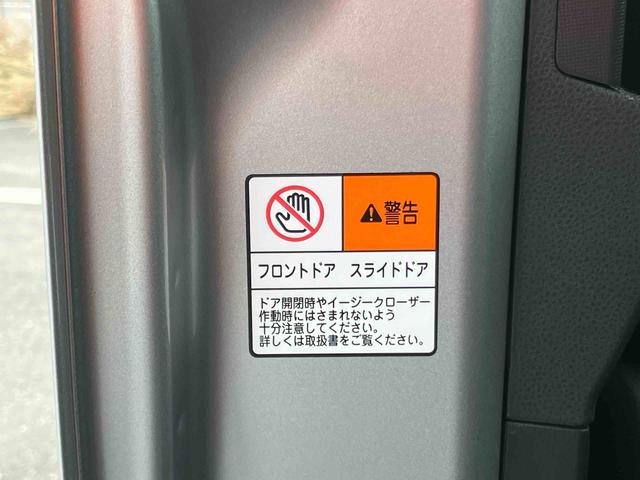 警告
フロントドア スライドドア
ドア開閉時やイージークローザー
作動時にはさまれないよう
十分注意してください。
詳しくは取扱書をご覧ください。